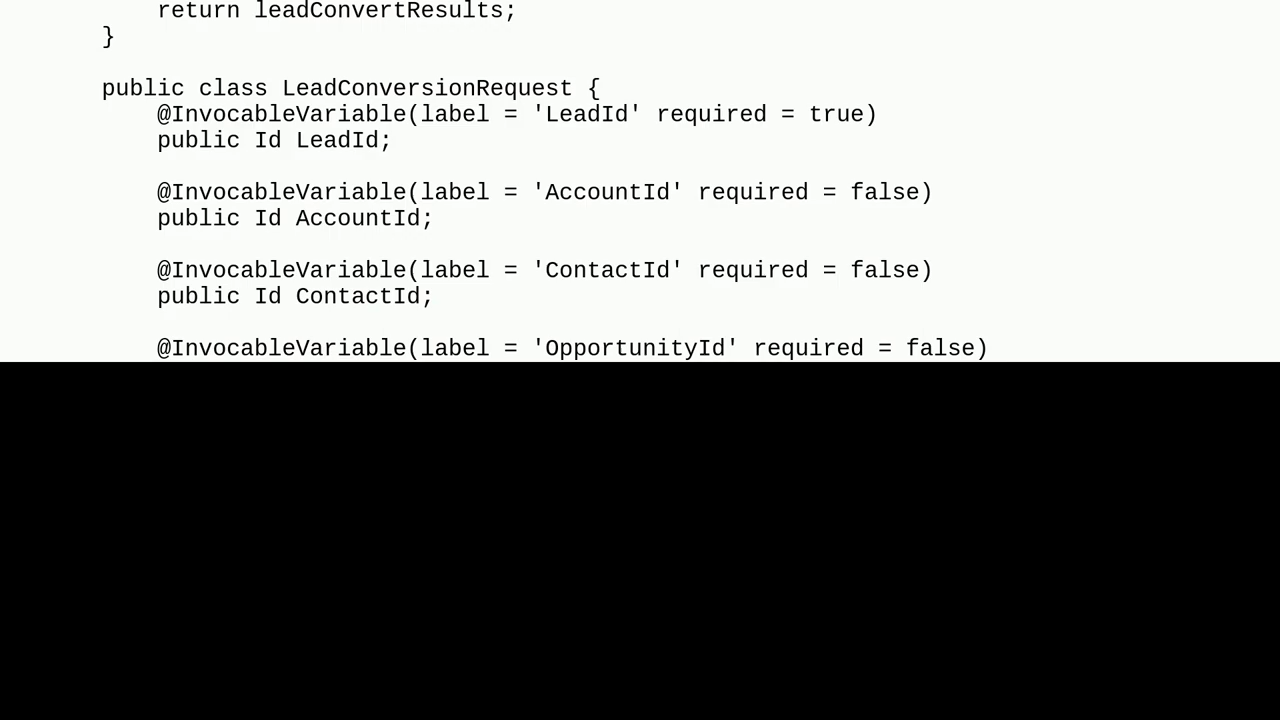 return leadConvertResults;
}
public class LeadConversionRequest {
@InvocableVariable(label = 'LeadId' required = true)
public Id LeadId;
@InvocableVariable(label = 'AccountId' required = false)
public Id AccountId;
@InvocableVariable(label = 'ContactId' required = false)
public Id ContactId;
@InvocableVariable(label = 'OpportunityId' required = false)